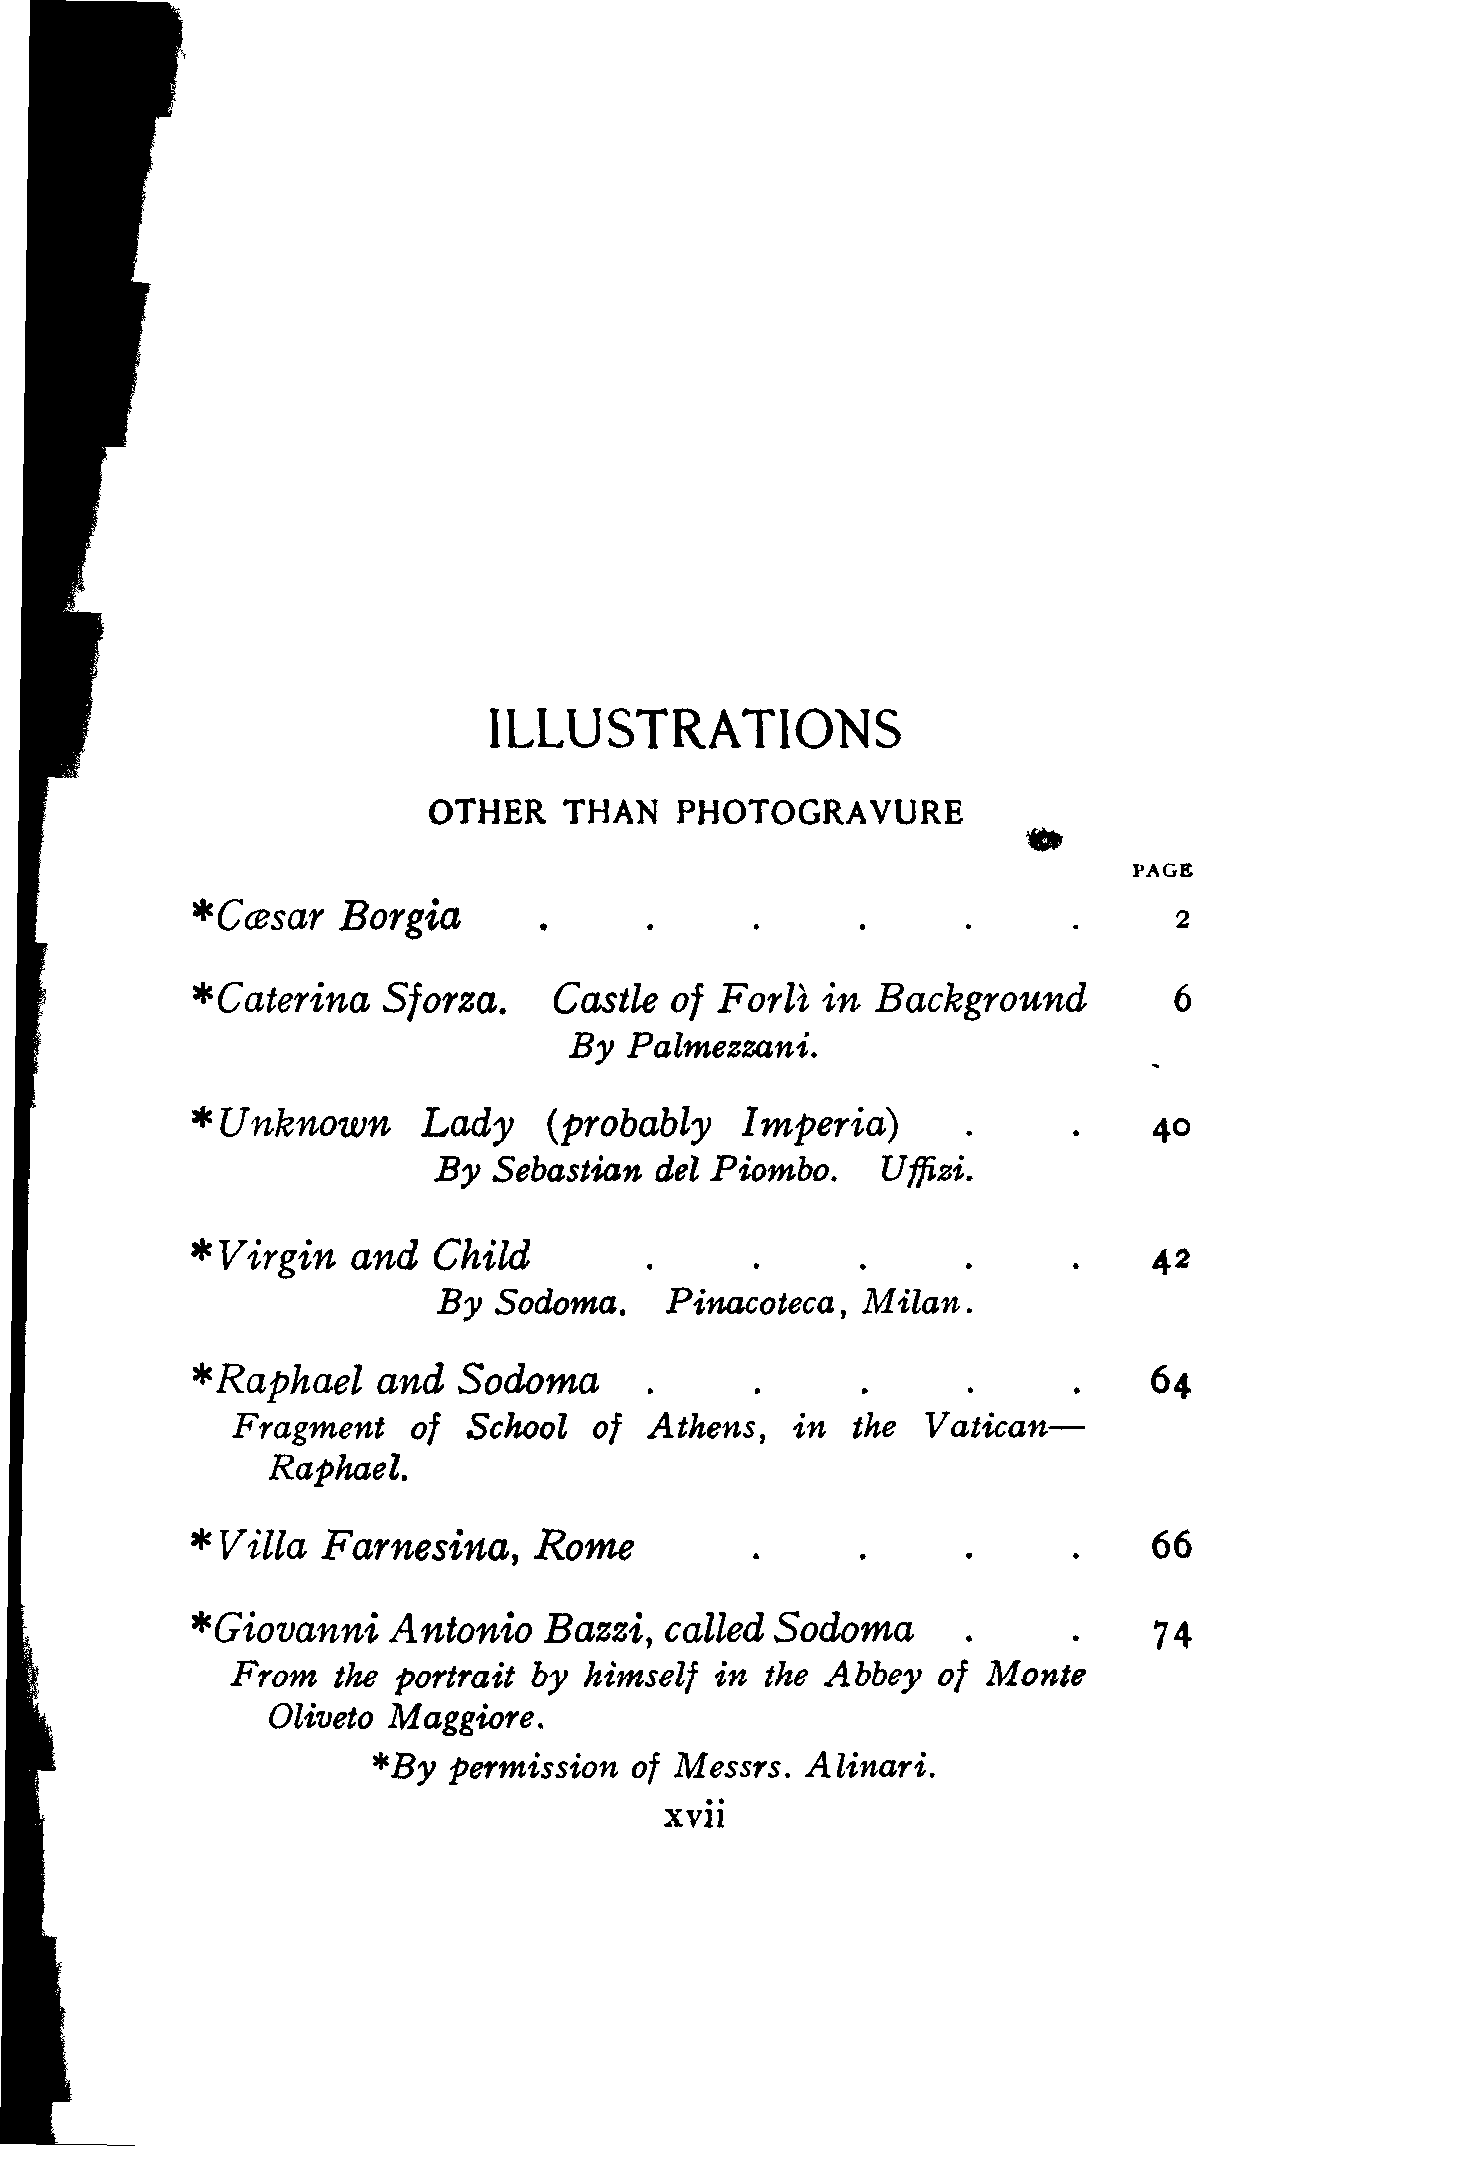 ILLUSTRATIONS
OTHER THAN PHOTOGRAVURE
PAGE
*Cæsar Borgia . . . . . . 2
*Caterina Sforza. Castle of Forlì in Background 6
By Palmezzani.
*Unknown Lady (probably Imperia) . . 40
By Sebastian del Piombo. Uffizi.
*Virgin and Child . . . . . 42
By Sodoma. Pinacoteca, Milan.
*Raphael and Sodoma . . . . . 64
Fragment of School of Athens, in the Vatican—
Raphael.
*Villa Farnesina, Rome . . . . 66
*Giovanni Antonio Bazzi, called Sodoma . . 74
From the portrait by himself in the Abbey of Monte
Oliveto Maggiore.
*By permission of Messrs. Alinari.
xvii